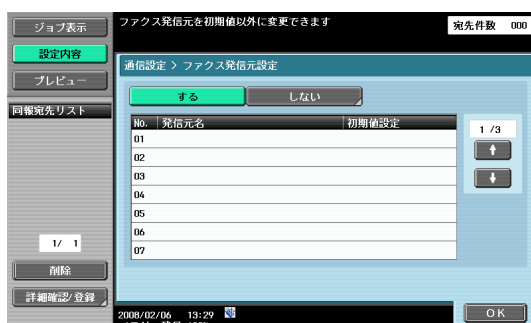 ジョブ表示
ファクス発信元を初期値以外に変更できます
宛先件数 000
設定内容
通信設定 > ファクス発信元設定
プレビュー
する
しない
同報宛先リスト
No. 発信元名 初期値設定
1 /3
01
02
03
04
05
06
07
1/ 1
削除
詳細確認/登録
2008/02/06 13:29
OK